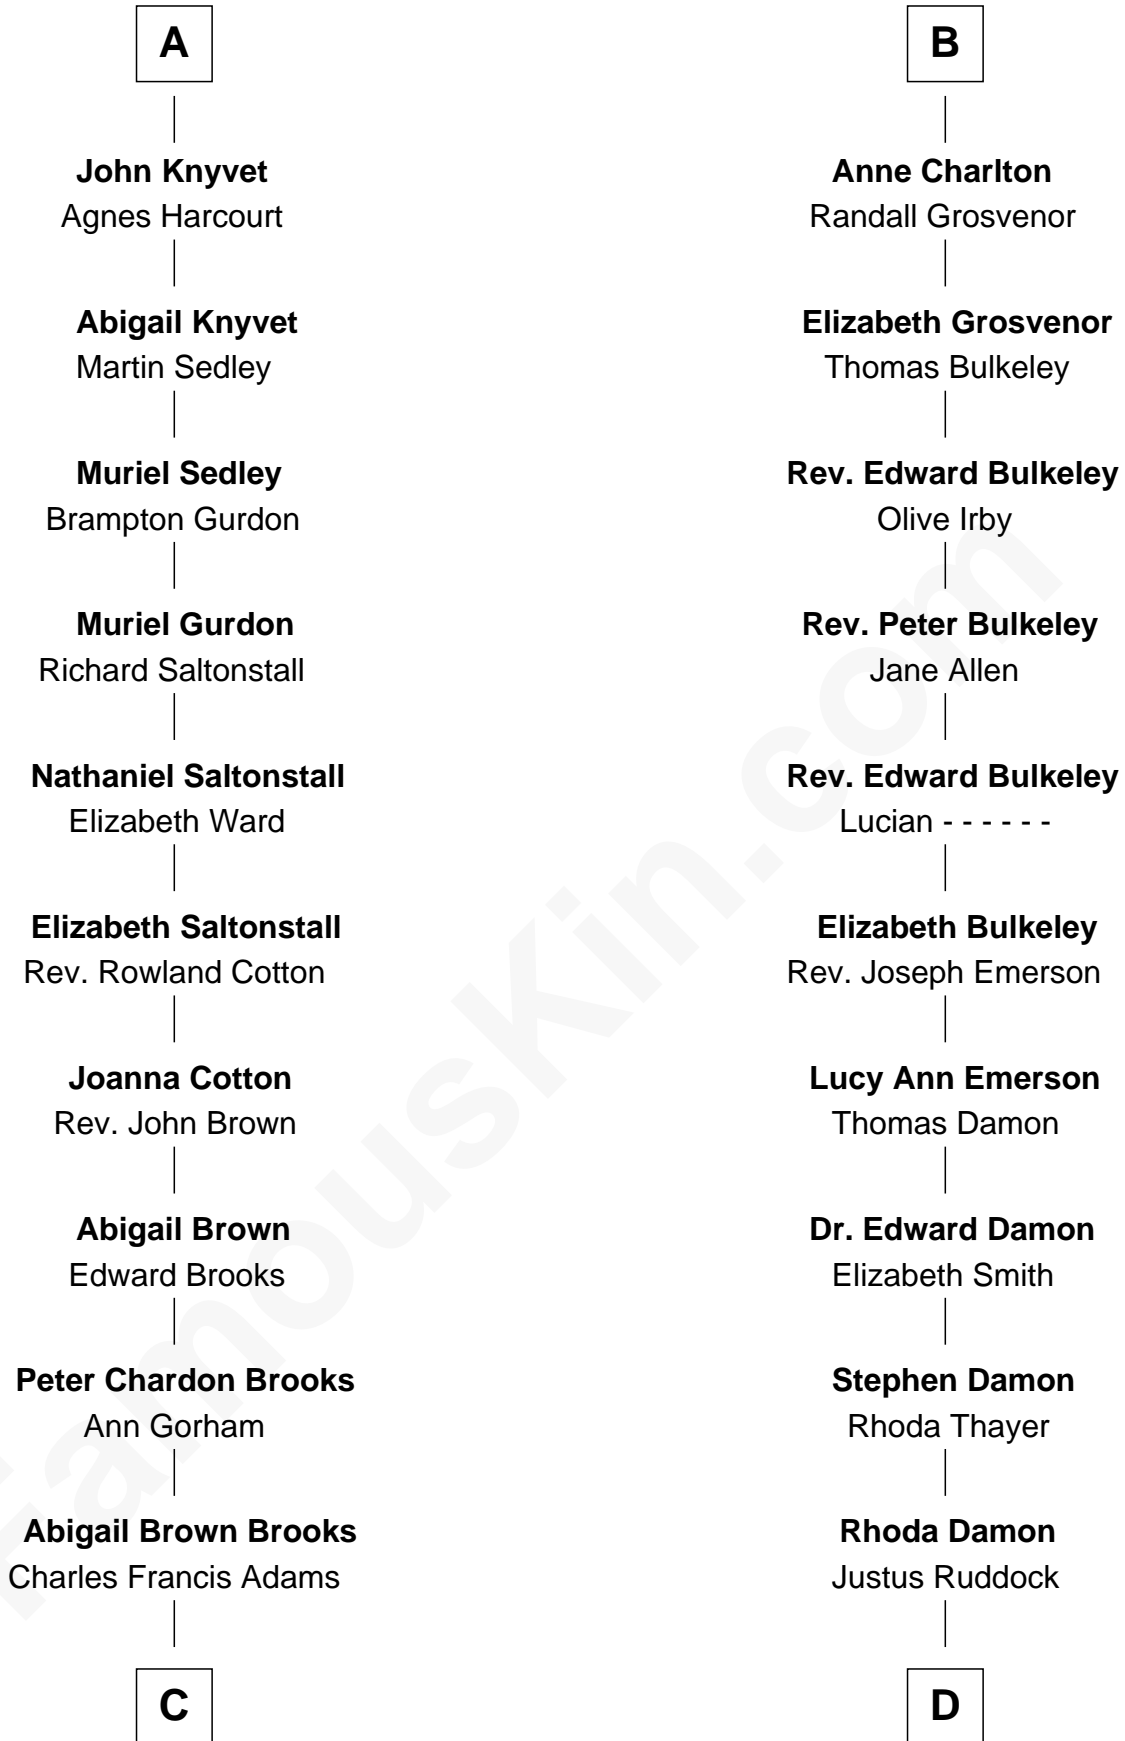 A
John Knyvet
Agnes Harcourt
Abigail Knyvet
Martin Sedley
Muriel Sedley
Brampton Gurdon
Muriel Gurdon
Richard Saltonstall
Nathaniel Saltonstall
Elizabeth Ward
Elizabeth Saltonstall
Rev. Rowland Cotton
Joanna Cotton
Rev. John Brown
Abigail Brown
Edward Brooks
Peter Chardon Brooks
Ann Gorham
Abigail Brown Brooks
Charles Francis Adams
C
B
Anne Charlton
Randall Grosvenor
Elizabeth Grosvenor
Thomas Bulkeley
Rev. Edward Bulkeley
Olive Irby
Rev. Peter Bulkeley
Jane Allen
Rev. Edward Bulkeley
Lucian - - - - - -
Elizabeth Bulkeley
Rev. Joseph Emerson
Lucy Ann Emerson
Thomas Damon
Dr. Edward Damon
Elizabeth Smith
Stephen Damon
Rhoda Thayer
Rhoda Damon
Justus Ruddock
D
FamousKin.com